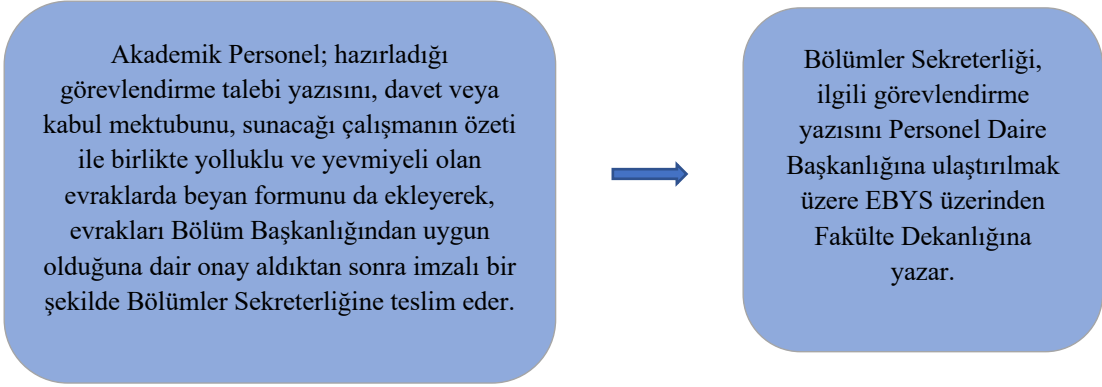 Akademik Personel; hazırladığı
görevlendirme talebi yazısını, davet veya
kabul mektubunu, sunacağı çalışmanın özeti
ile birlikte yolluklu ve yevmiyeli olan
evraklarda beyan formunu da ekleyerek,
evrakları Bölüm Başkanlığından uygun
olduğuna dair onay aldıktan sonra imzalı bir
şekilde Bölümler Sekreterliğine teslim eder.
Bölümler Sekreterliği,
ilgili görevlendirme
yazısını Personel Daire
Başkanlığına ulaştırılmak
üzere EBYS üzerinden
Fakülte Dekanlığına
yazar.